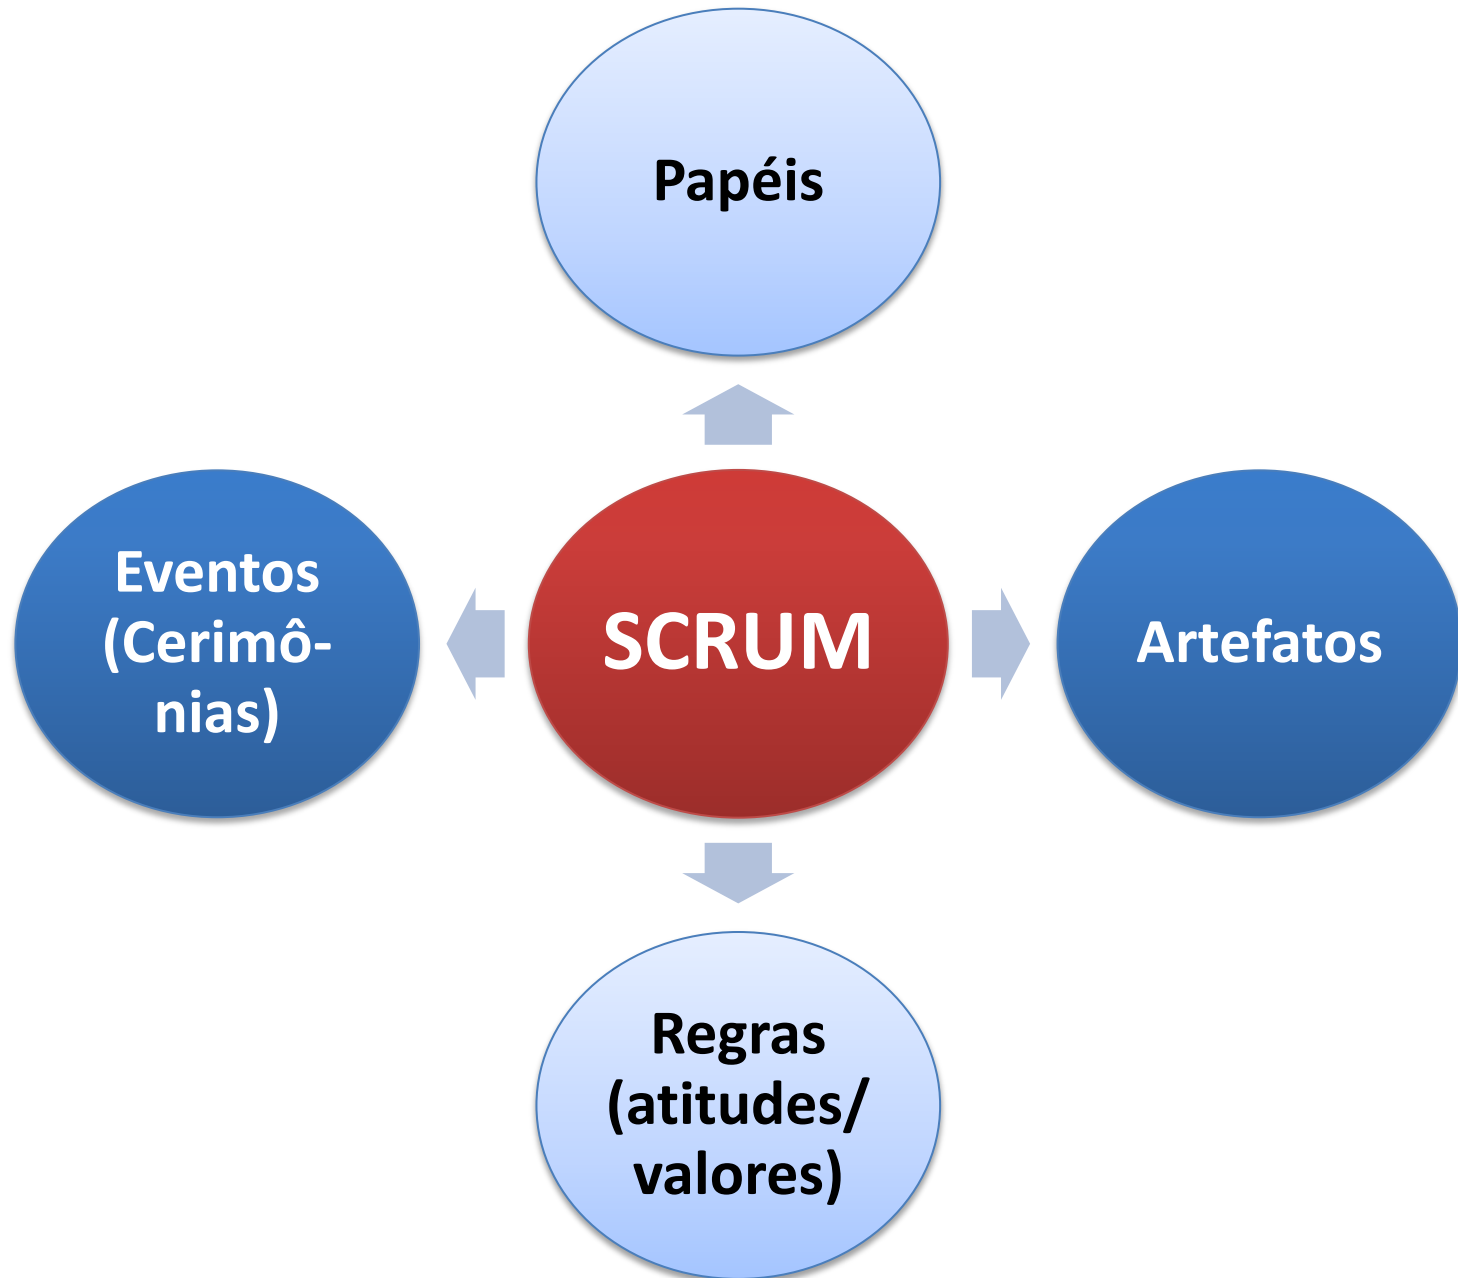 Papéis
Eventos
(Cerimô-
nias)
SCRUM
Artefatos
Regras
(atitudes/
valores)